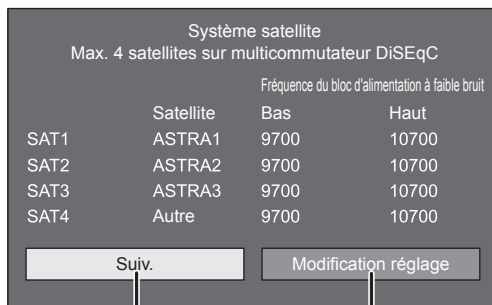 Système satellite
Max. 4 satellites sur multicommutateur DiSEqC
Fréquence du bloc d'alimentation à faible bruit
Satellite Bas Haut
SAT1 ASTRA1 9700 10700
SAT2 ASTRA2 9700 10700
SAT3 ASTRA3 9700 10700
SAT4 Autre 9700 10700
Suiv. Modification réglage